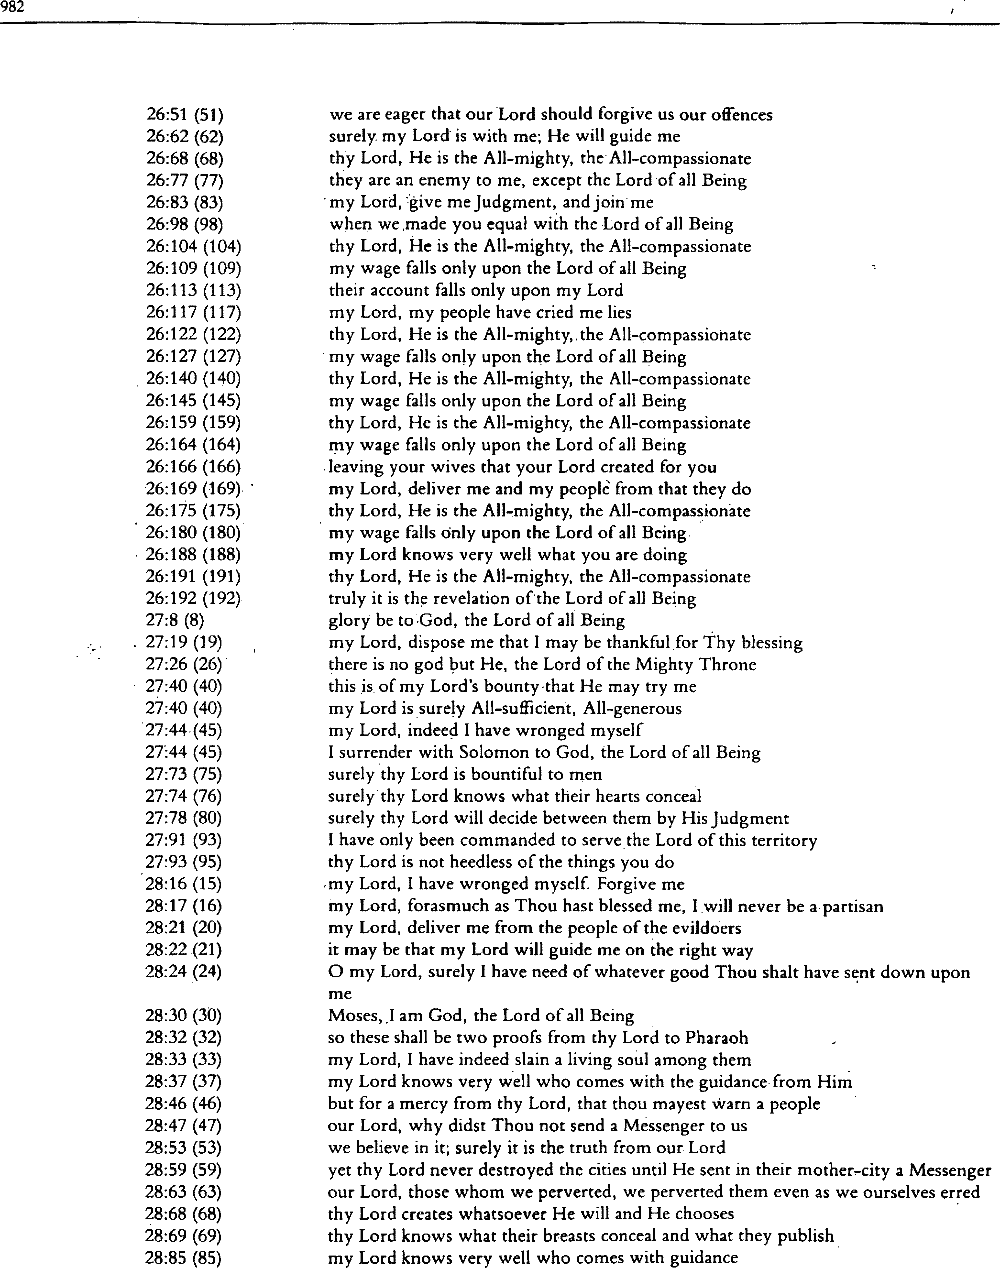 982
26:51 (51) we are eager that our Lord should forgive us our offences
26:62 (62) surely my Lord is with me; He will guide me
26:68 (68) thy Lord, He is the All-mighty, the All-compassionate
26:77 (77) they are an enemy to me, except the Lord of all Being
26:83 (83) my Lord, give me Judgment, and join me
26:98 (98) when we made you equal with the Lord of all Being
26:104 (104) thy Lord, He is the All-mighty, the All-compassionate
26:109 (109) my wage falls only upon the Lord of all Being
26:113 (113) their account falls only upon my Lord
26:117 (117) my Lord, my people have cried me lies
26:122 (122) thy Lord, He is the All-mighty, the All-compassionate
26:127 (127) my wage falls only upon the Lord of all Being
26:140 (140) thy Lord, He is the All-mighty, the All-compassionate
26:145 (145) my wage falls only upon the Lord of all Being
26:159 (159) thy Lord, He is the All-mighty, the All-compassionate
26:164 (164) my wage falls only upon the Lord of all Being
26:166 (166) leaving your wives that your Lord created for you
26:169 (169) my Lord, deliver me and my people from that they do
26:175 (175) thy Lord, He is the All-mighty, the All-compassionate
26:180 (180) my wage falls only upon the Lord of all Being
26:188 (188) my Lord knows very well what you are doing
26:191 (191) thy Lord, He is the All-mighty, the All-compassionate
26:192 (192) truly it is the revelation of the Lord of all Being
27:8 (8) glory be to God, the Lord of all Being
27:19 (19) my Lord, dispose me that I may be thankful for Thy blessing
27:26 (26) there is no god but He, the Lord of the Mighty Throne
27:40 (40) this is of my Lord's bounty that He may try me
27:40 (40) my Lord is surely All-sufficient, All-generous
27:44 (45) my Lord, indeed I have wronged myself
27:44 (45) I surrender with Solomon to God, the Lord of all Being
27:73 (75) surely thy Lord is bountiful to men
27:74 (76) surely thy Lord knows what their hearts conceal
27:78 (80) surely thy Lord will decide between them by His Judgment
27:91 (93) I have only been commanded to serve the Lord of this territory
27:93 (95) thy Lord is not heedless of the things you do
28:16 (15) my Lord, I have wronged myself. Forgive me
28:17 (16) my Lord, forasmuch as Thou hast blessed me, I will never be a partisan
28:21 (20) my Lord, deliver me from the people of the evildoers
28:22 (21) it may be that my Lord will guide me on the right way
28:24 (24) O my Lord, surely I have need of whatever good Thou shalt have sent down upon
me
28:30 (30) Moses, I am God, the Lord of all Being
28:32 (32) so these shall be two proofs from thy Lord to Pharaoh
28:33 (33) my Lord, I have indeed slain a living soul among them
28:37 (37) my Lord knows very well who comes with the guidance from Him
28:46 (46) but for a mercy from thy Lord, that thou mayest warn a people
28:47 (47) our Lord, why didst Thou not send a Messenger to us
28:53 (53) we believe in it; surely it is the truth from our Lord
28:59 (59) yet thy Lord never destroyed the cities until He sent in their mother-city a Messenger
28:63 (63) our Lord, those whom we perverted, we perverted them even as we ourselves erred
28:68 (68) thy Lord creates whatsoever He will and He chooses
28:69 (69) thy Lord knows what their breasts conceal and what they publish
28:85 (85) my Lord knows very well who comes with guidance